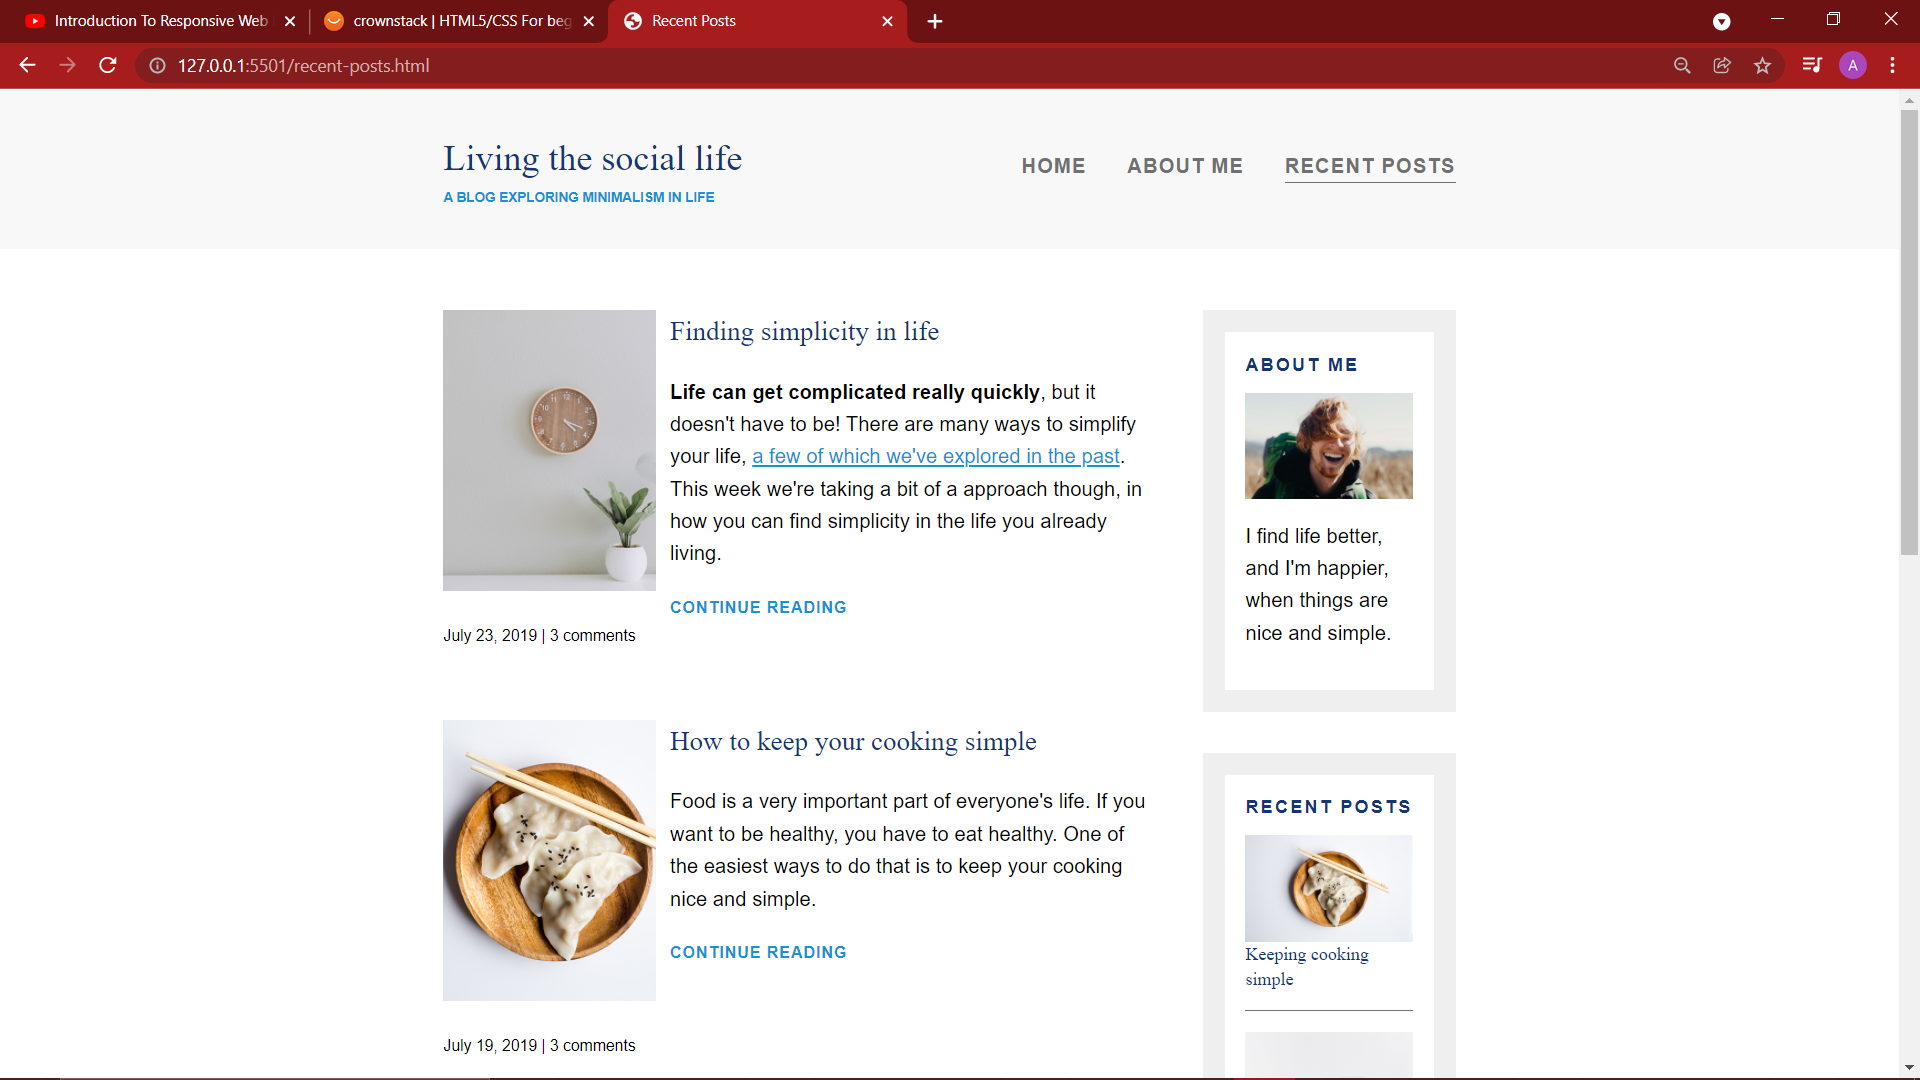 Introduction To Responsive Web
crownstack | HTML5/CSS For beg
Recent Posts
127.0.0.1:5501/recent-posts.html
A
Living the social life
A BLOG EXPLORING MINIMALISM IN LIFE
HOME
ABOUT ME
RECENT POSTS
Finding simplicity in life
Life can get complicated really quickly, but it
doesn't have to be! There are many ways to simplify
your life, a few of which we've explored in the past.
This week we're taking a bit of a approach though, in
how you can find simplicity in the life you already
living.
CONTINUE READING
July 23, 2019 | 3 comments
How to keep your cooking simple
Food is a very important part of everyone's life. If you
want to be healthy, you have to eat healthy. One of
the easiest ways to do that is to keep your cooking
nice and simple.
CONTINUE READING
July 19, 2019 | 3 comments
ABOUT ME
I find life better,
and I'm happier,
when things are
nice and simple.
RECENT POSTS
Keeping cooking
simple